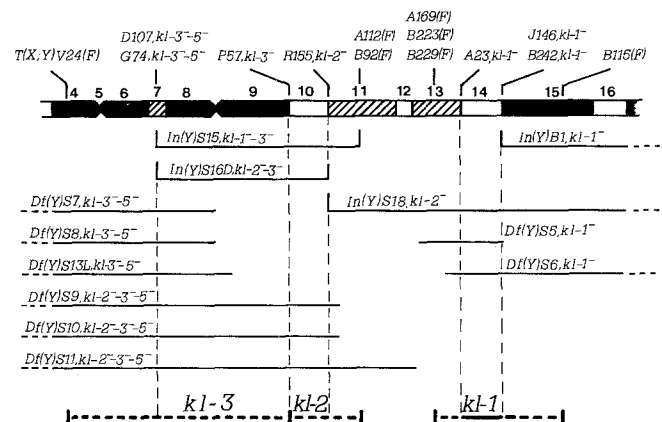 A169(F)
D107,kl-3⁻-5⁻ A112(F) B223(F) J146,kl-1⁻
T(X;Y)V24(F) G74,kl-3⁻-5⁻ P57,kl-3⁻ R155,kl-2⁻ B92(F) B229(F) A23,kl-1⁻ B242,kl-1⁻ B115(F)
4 5 6 7 8 9 10 11 12 13 14 15 16
In(Y)S15,kl-1⁻-3⁻ In(Y)B1,kl-1⁻
In(Y)S16D,kl-2⁻-3⁻
Df(Y)S7,kl-3⁻-5⁻ In(Y)S18,kl-2⁻
Df(Y)S8,kl-3⁻-5⁻ Df(Y)S5,kl-1⁻
Df(Y)S13L,kl-3⁻-5⁻ Df(Y)S6,kl-1⁻
Df(Y)S9,kl-2⁻-3⁻-5⁻
Df(Y)S10,kl-2⁻-3⁻-5⁻
Df(Y)S11,kl-2⁻-3⁻-5⁻
kl-3 kl-2 kl-1